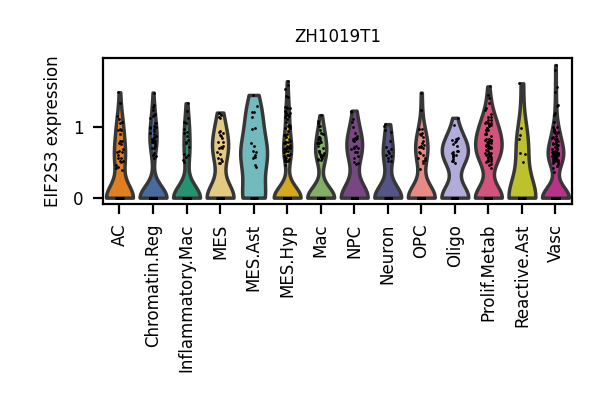 ZH1019T1
EIF2S3 expression
1
0
AC
Chromatin.Reg
Inflammatory.Mac
MES
MES.Ast
MES.Hyp
Mac
NPC
Neuron
OPC
Oligo
Prolif.Metab
Reactive.Ast
Vasc